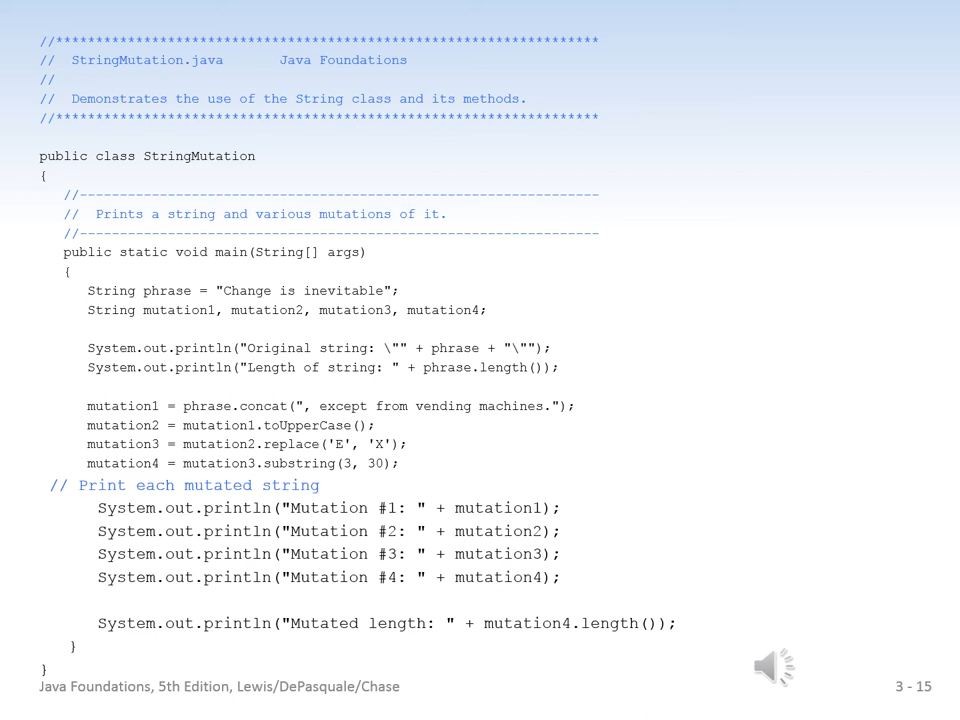 //********************************************************************
//  StringMutation.java       Java Foundations
//
//  Demonstrates the use of the String class and its methods.
//********************************************************************
public class StringMutation
{
   //-----------------------------------------------------------------
   //  Prints a string and various mutations of it.
   //-----------------------------------------------------------------
   public static void main(String[] args)
   {
      String phrase = "Change is inevitable";
      String mutation1, mutation2, mutation3, mutation4;
      System.out.println("Original string: \"" + phrase + "\"");
      System.out.println("Length of string: " + phrase.length());
      mutation1 = phrase.concat(", except from vending machines.");
      mutation2 = mutation1.toUpperCase();
      mutation3 = mutation2.replace('E', 'X');
      mutation4 = mutation3.substring(3, 30);
 // Print each mutated string
      System.out.println("Mutation #1: " + mutation1);
      System.out.println("Mutation #2: " + mutation2);
      System.out.println("Mutation #3: " + mutation3);
      System.out.println("Mutation #4: " + mutation4);
      System.out.println("Mutated length: " + mutation4.length());
   }
}
Java Foundations, 5th Edition, Lewis/DePasquale/Chase
3 - 15